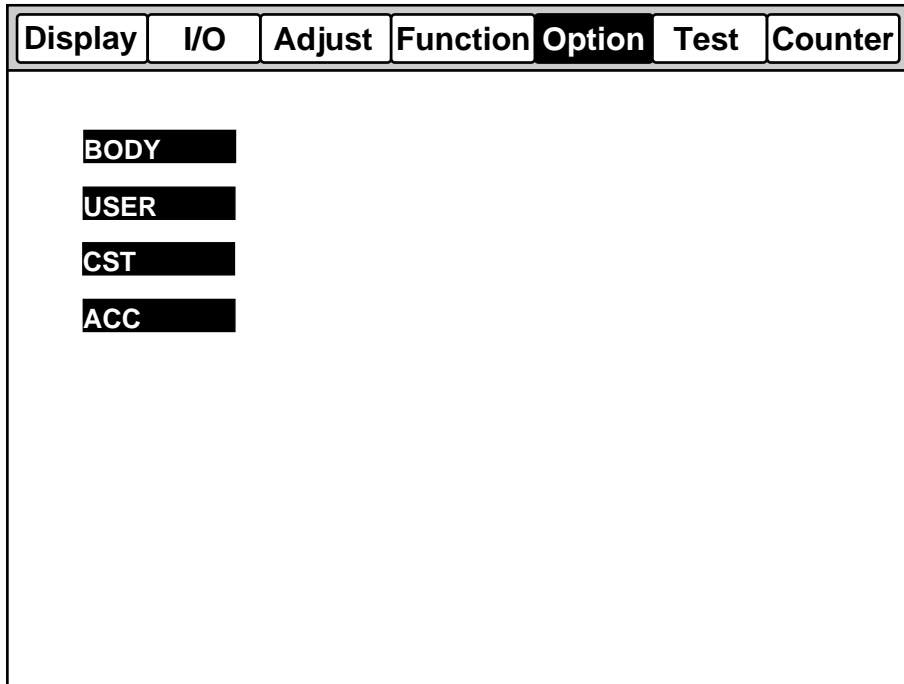 Display I/O Adjust Function Option Test Counter
BODY
USER
CST
ACC